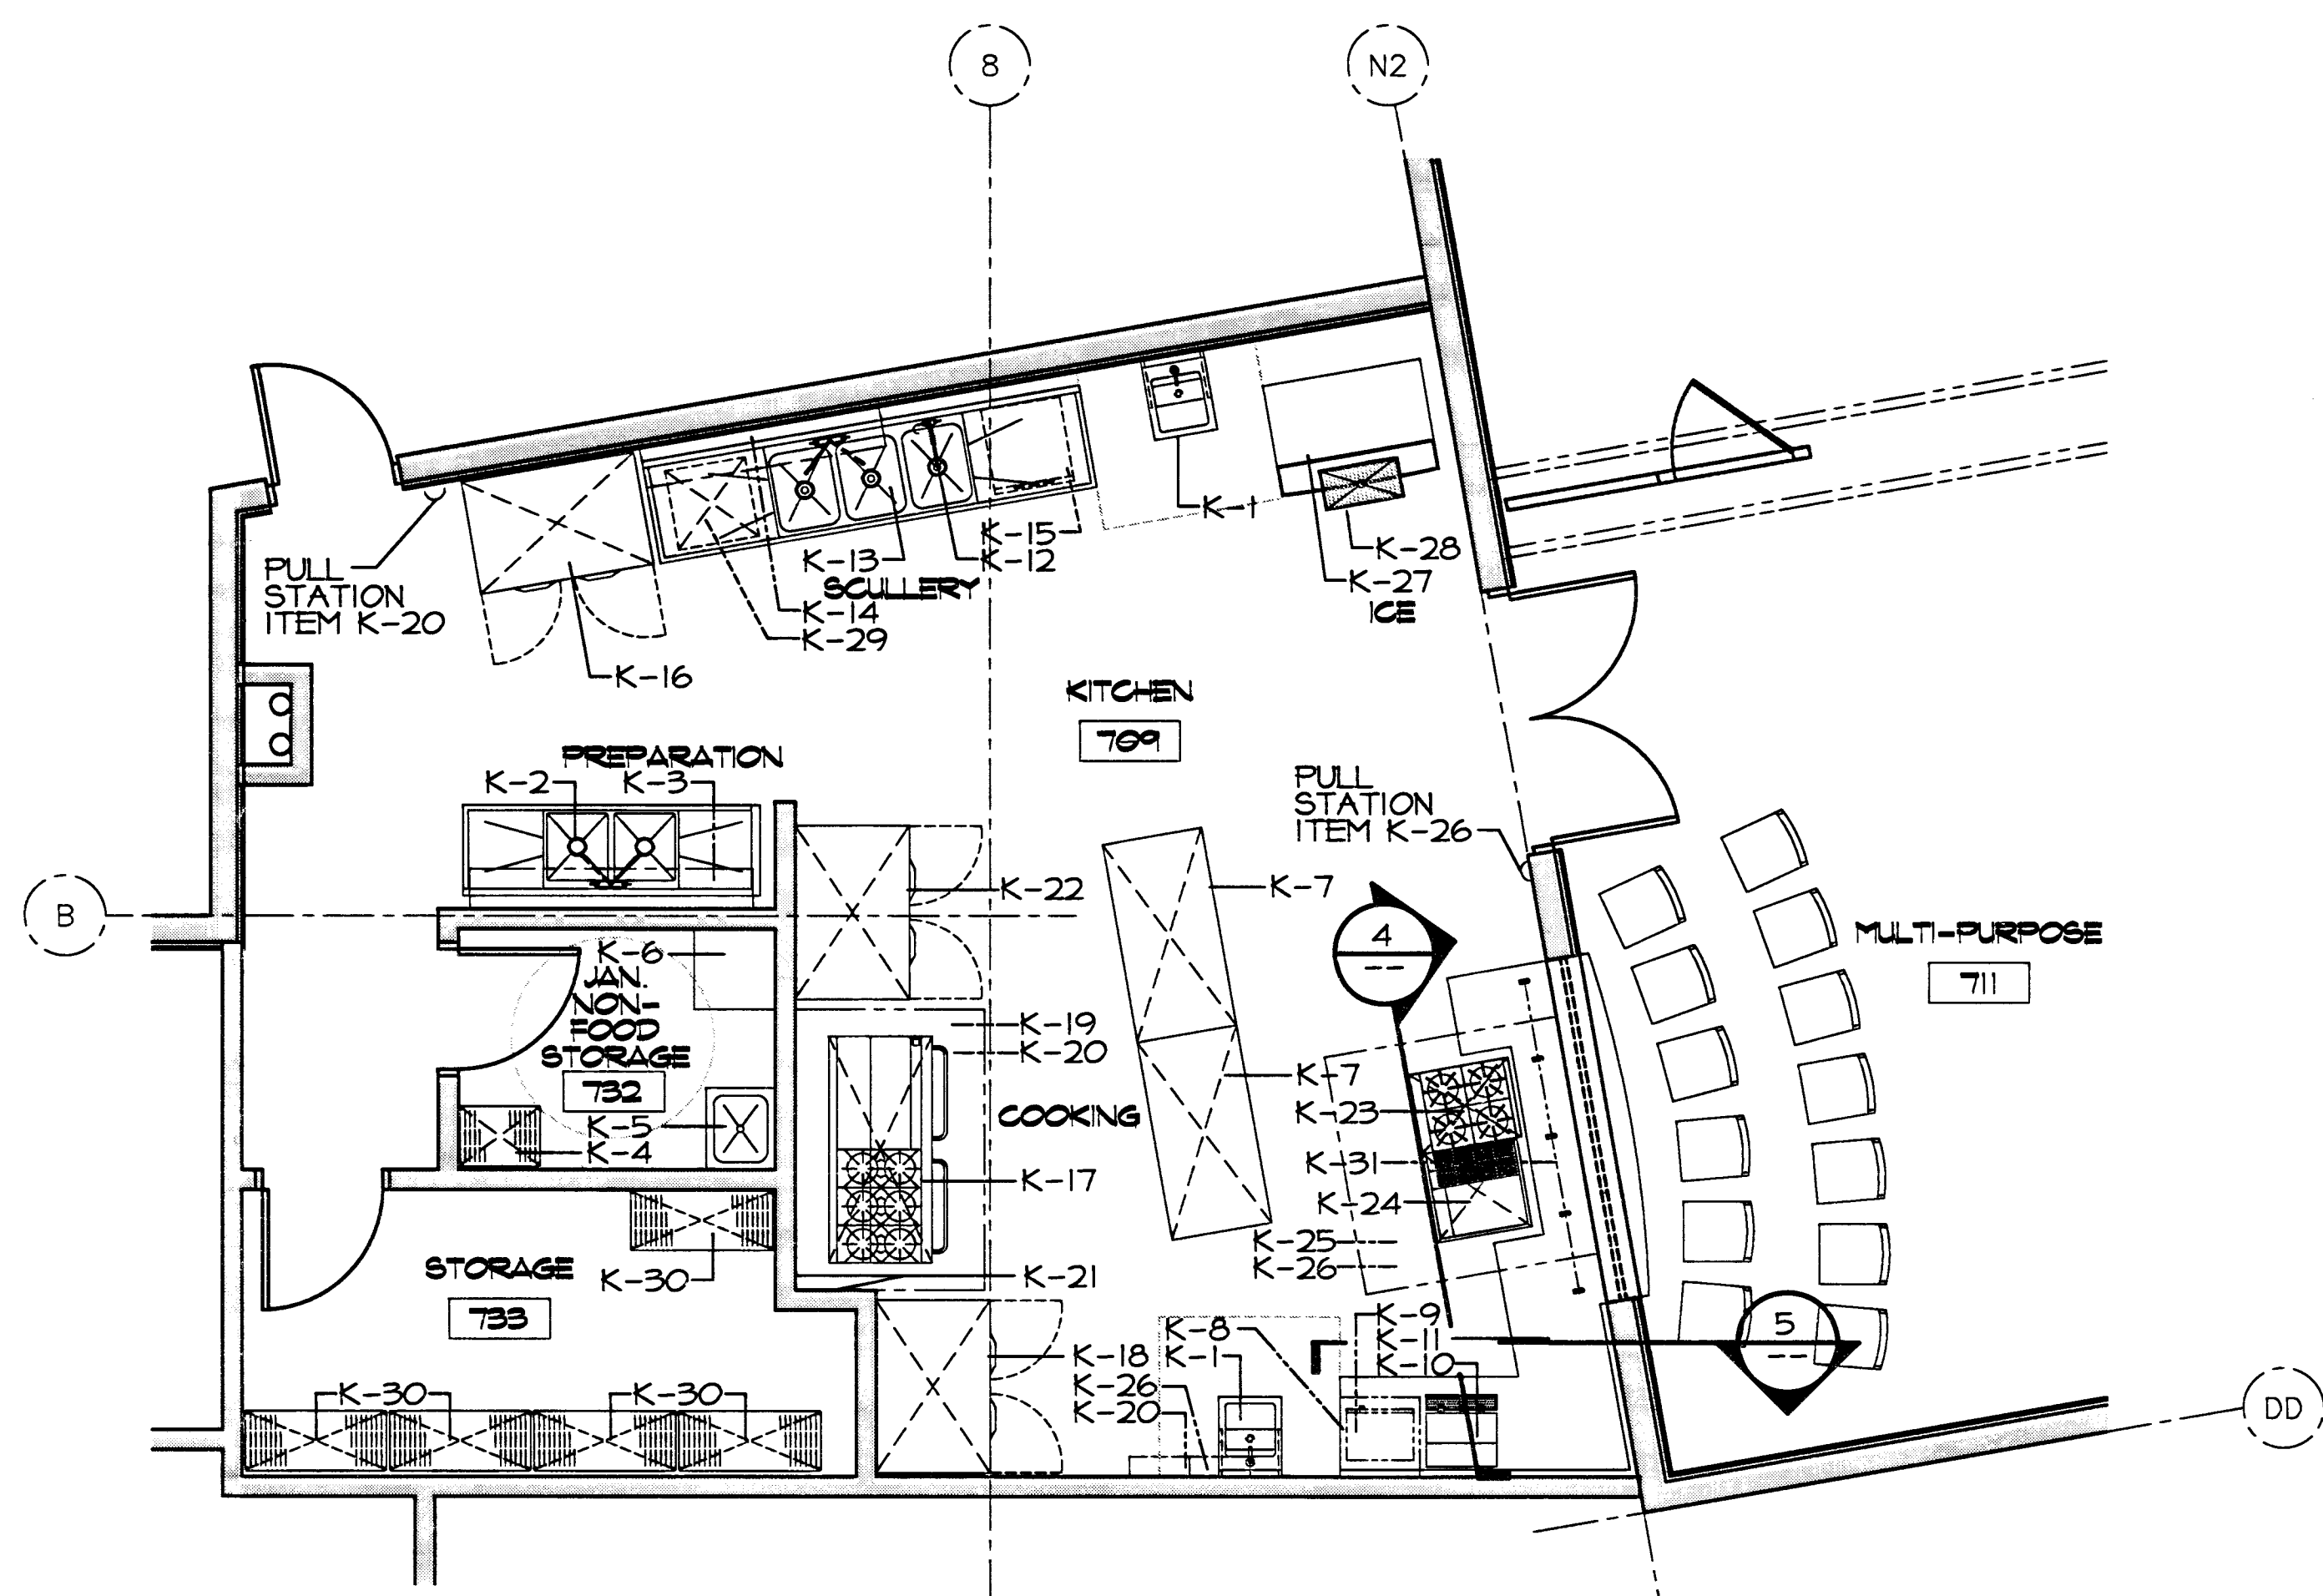 8
N2
K-1
K-15
K-12
K-13
SCULLERY
K-28
K-27
ICE
PULL
STATION
ITEM K-20
K-14
K-29
K-16
KITCHEN
709
PREPARATION
K-2
K-3
PULL
STATION
ITEM K-26
K-22
K-7
B
MULTI-PURPOSE
711
4
--
K-6
JAN.
NON-
FOOD
STORAGE
732
K-5
K-4
K-19
K-20
COOKING
K-7
K-23
K-31
K-17
K-24
K-25
K-26
STORAGE
733
K-30
K-21
K-9
K-11
K-10
K-8
K-1
5
--
K-18
K-26
K-20
K-30
K-30
DD